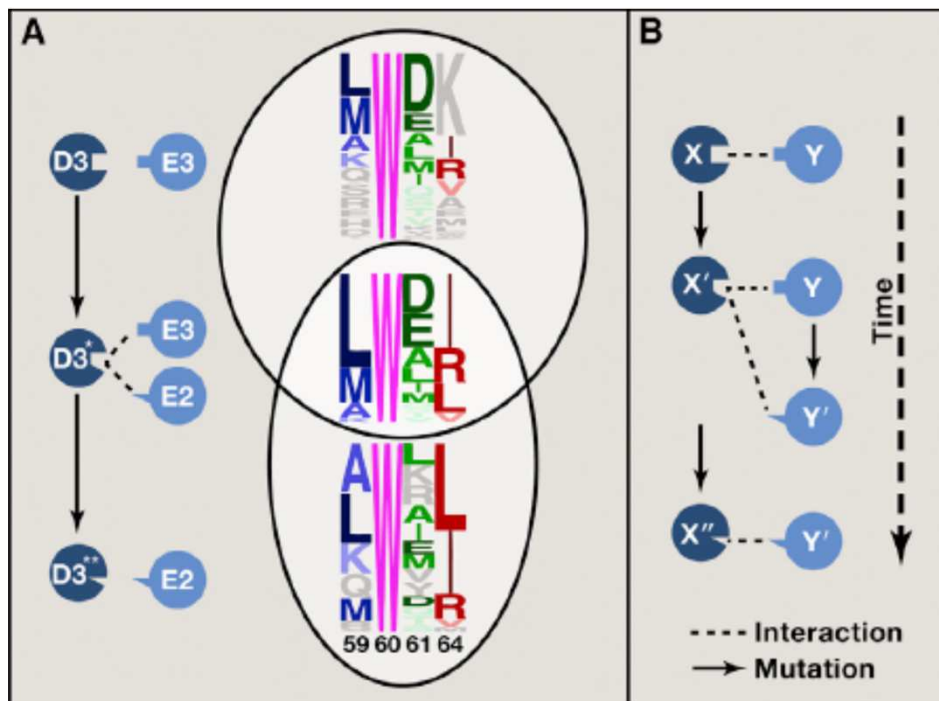 A
D3 E3
D3* E3
E2
D3** E2
L W D K
M E I
A A R
K L V
Q M A
I
L W D I
M E R
A A L
L
I
M
A W L L
L K I
K R R
Q A
M I
E
M
V
Y
D
59 60 61 64
B
X Y
X′ Y
Y′
X″ Y′
Time
Interaction
Mutation